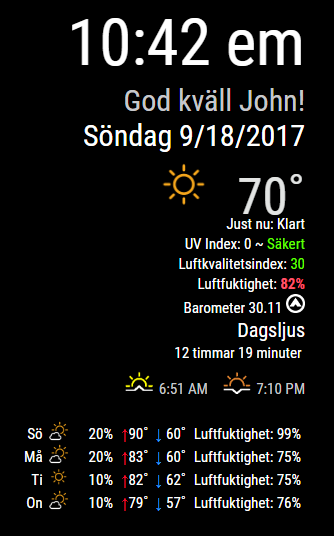 10:42 em
God kväll John!
Söndag 9/18/2017
70°
Just nu: Klart
UV Index: 0 ~ Säkert
Luftkvalitetsindex: 30
Luftfuktighet: 82%
Barometer 30.11
Dagsljus
12 timmar 19 minuter
6:51 AM 7:10 PM
Sö 20% ↑90° ↓ 60° Luftfuktighet: 99%
Må 20% ↑83° ↓ 60° Luftfuktighet: 75%
Ti 10% ↑82° ↓ 62° Luftfuktighet: 75%
On 10% ↑79° ↓ 57° Luftfuktighet: 76%